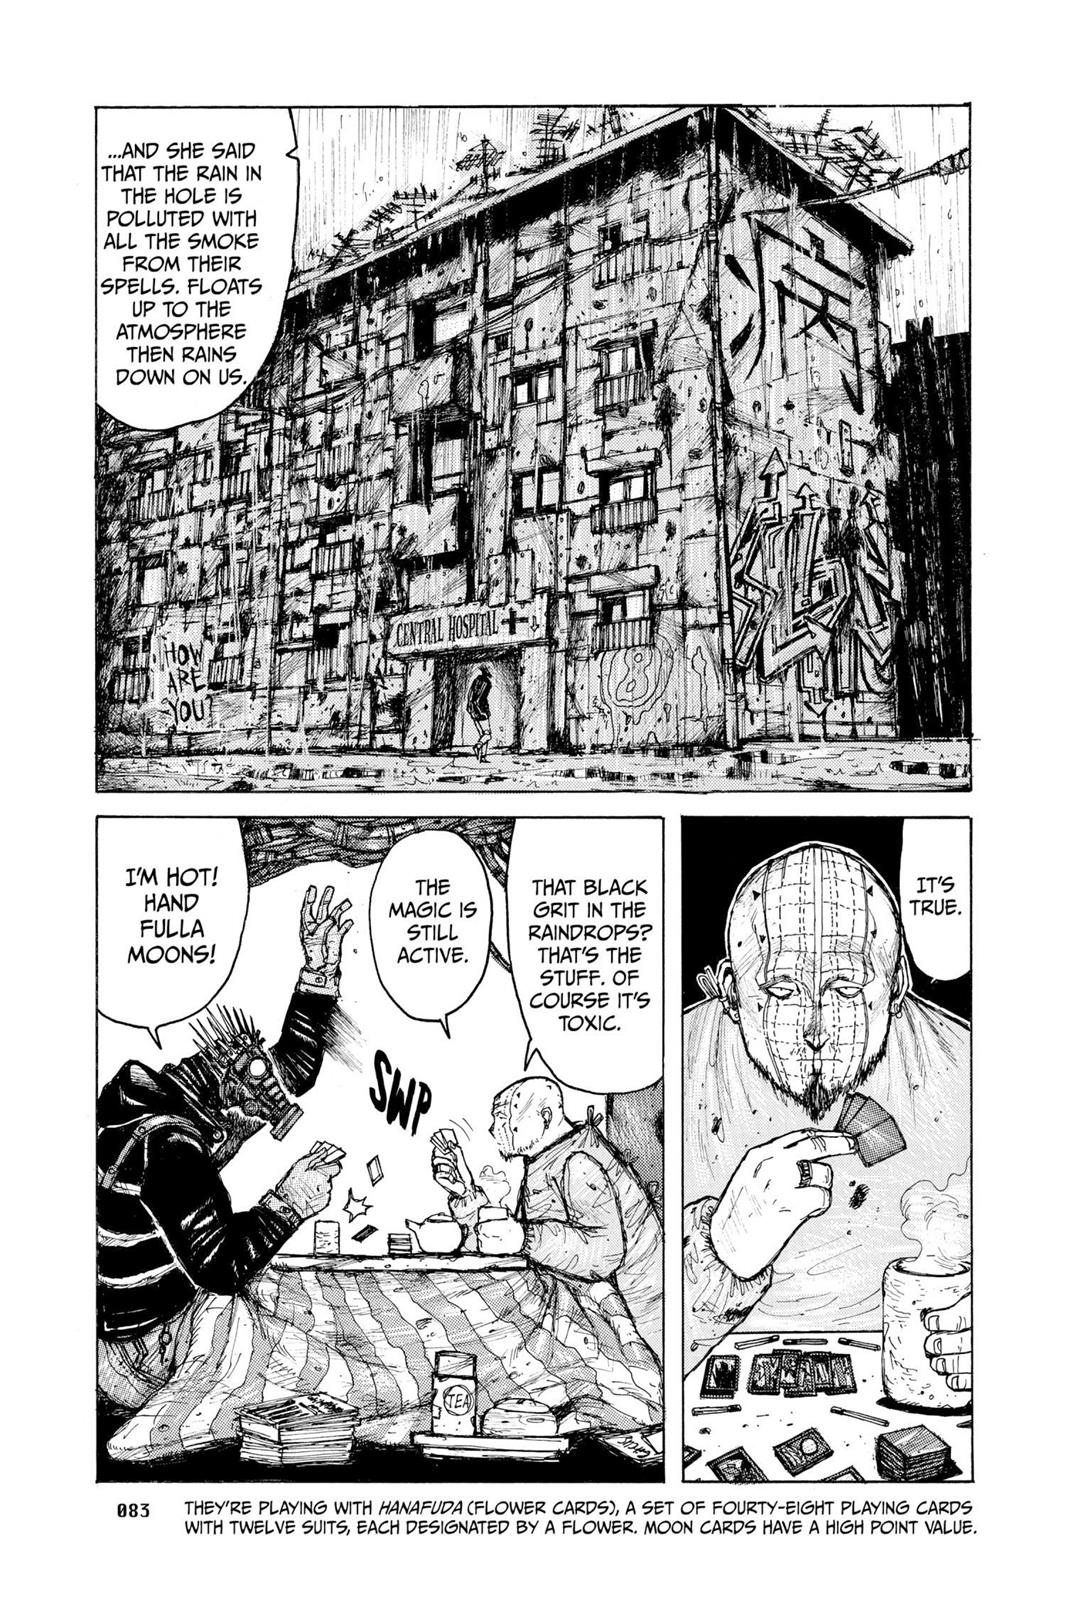 ...AND SHE SAID
THAT THE RAIN IN
THE HOLE IS
POLLUTED WITH
ALL THE SMOKE
FROM THEIR
SPELLS. FLOATS
UP TO THE
ATMOSPHERE
THEN RAINS
DOWN ON US.
病
CENTRAL HOSPITAL
HOW
ARE
YOU?
8
I'M HOT!
HAND
FULLA
MOONS!
THE
MAGIC IS
STILL
ACTIVE.
THAT BLACK
GRIT IN THE
RAINDROPS?
THAT'S THE
STUFF. OF
COURSE IT'S
TOXIC.
SWP
TEA
IT'S
TRUE.
083
THEY'RE PLAYING WITH HANAFUDA (FLOWER CARDS), A SET OF FOURTY-EIGHT PLAYING CARDS
WITH TWELVE SUITS, EACH DESIGNATED BY A FLOWER. MOON CARDS HAVE A HIGH POINT VALUE.